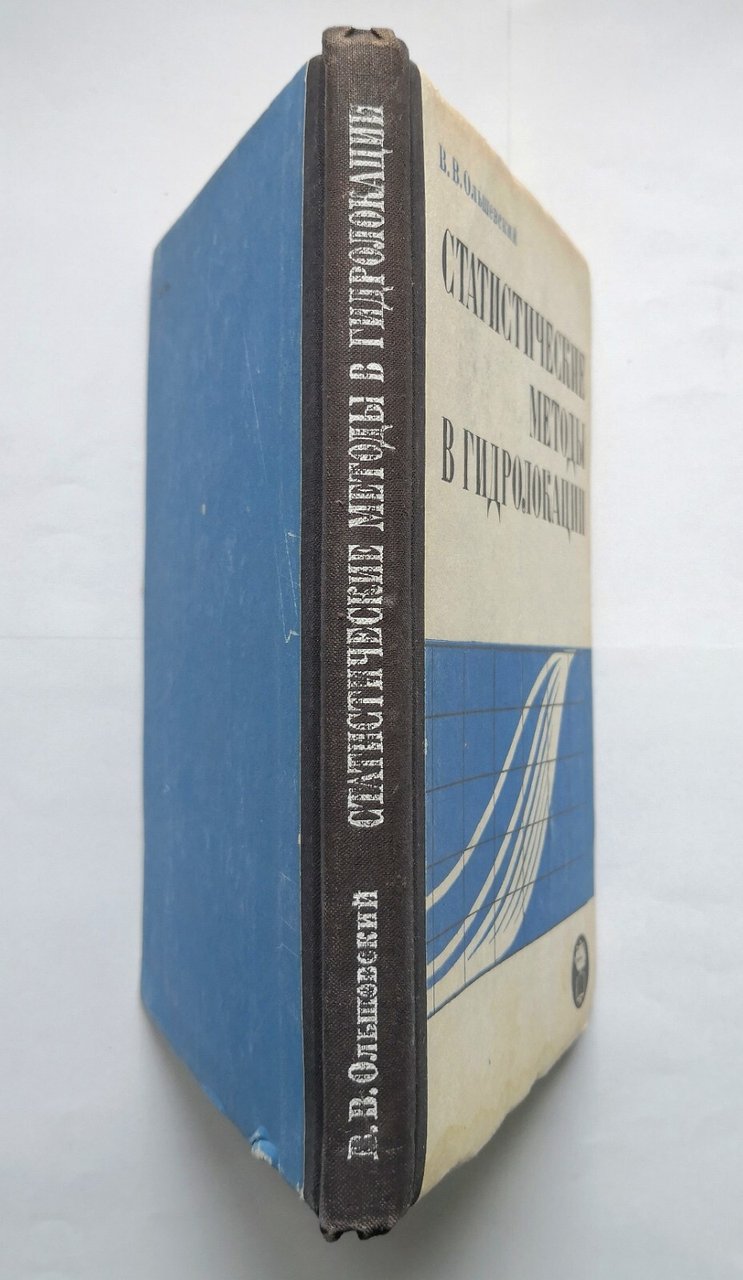 В. В. Ольшевский
СТАТИСТИЧЕСКИЕ МЕТОДЫ В ГИДРОЛОКАЦИИ
В.В.Ольшевский
СТАТИСТИЧЕСКИЕ
МЕТОДЫ
В ГИДРОЛОКАЦИИ